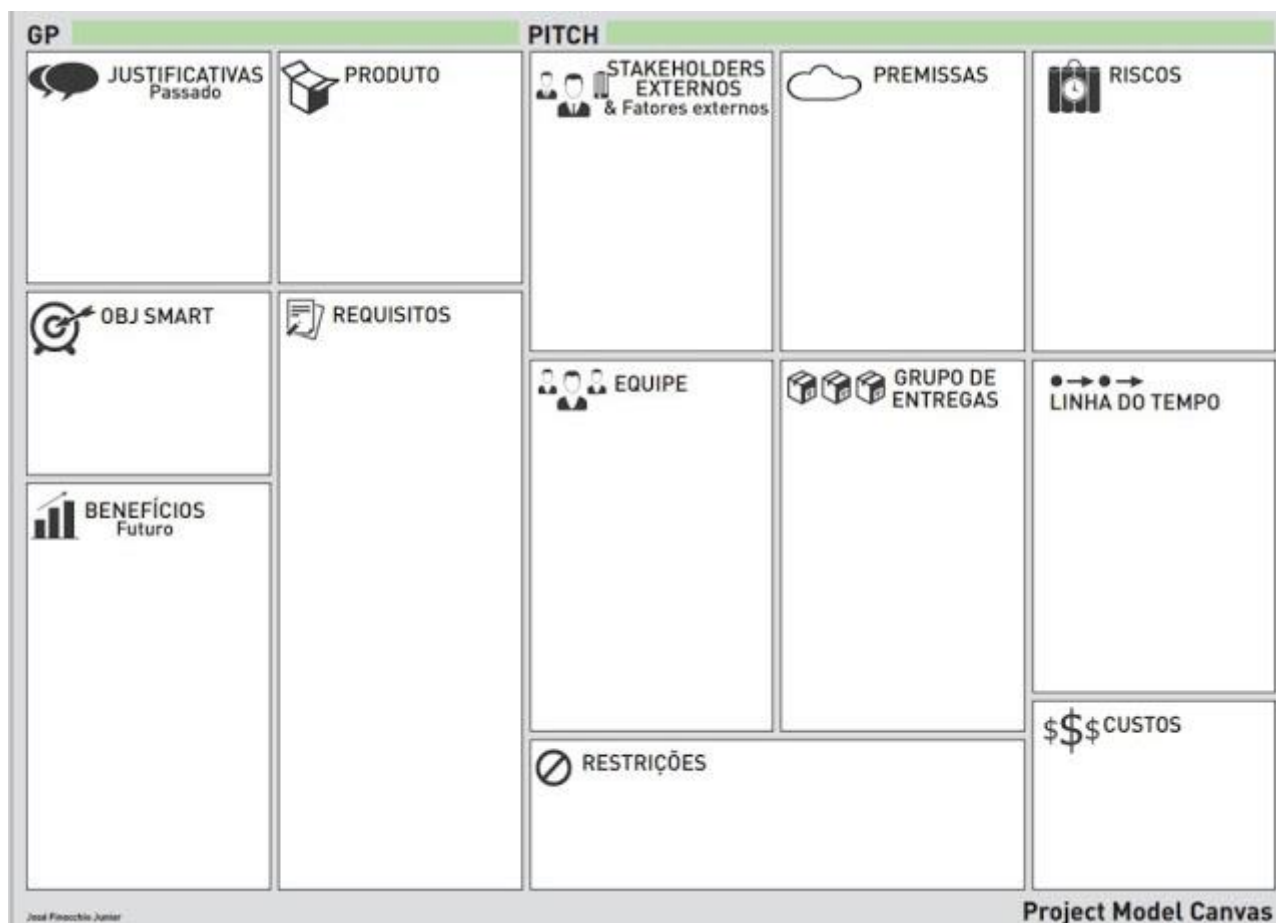 GP
PITCH
JUSTIFICATIVAS
Passado
PRODUTO
STAKEHOLDERS
EXTERNOS
& Fatores externos
PREMISSAS
RISCOS
OBJ SMART
REQUISITOS
EQUIPE
GRUPO DE
ENTREGAS
LINHA DO TEMPO
BENEFÍCIOS
Futuro
$$$ CUSTOS
RESTRIÇÕES
José Finocchio Junior
Project Model Canvas